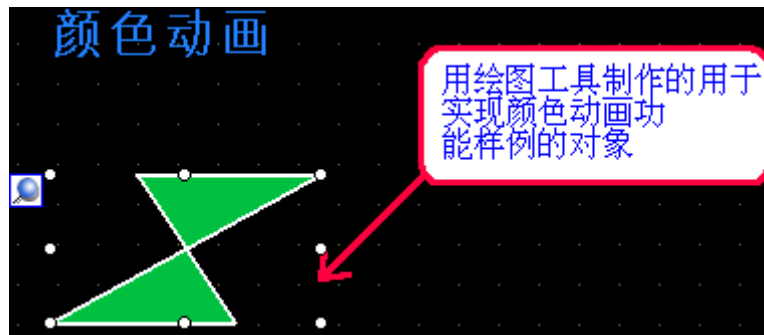 颜色动画
用绘图工具制作的用于
实现颜色动画功
能样例的对象